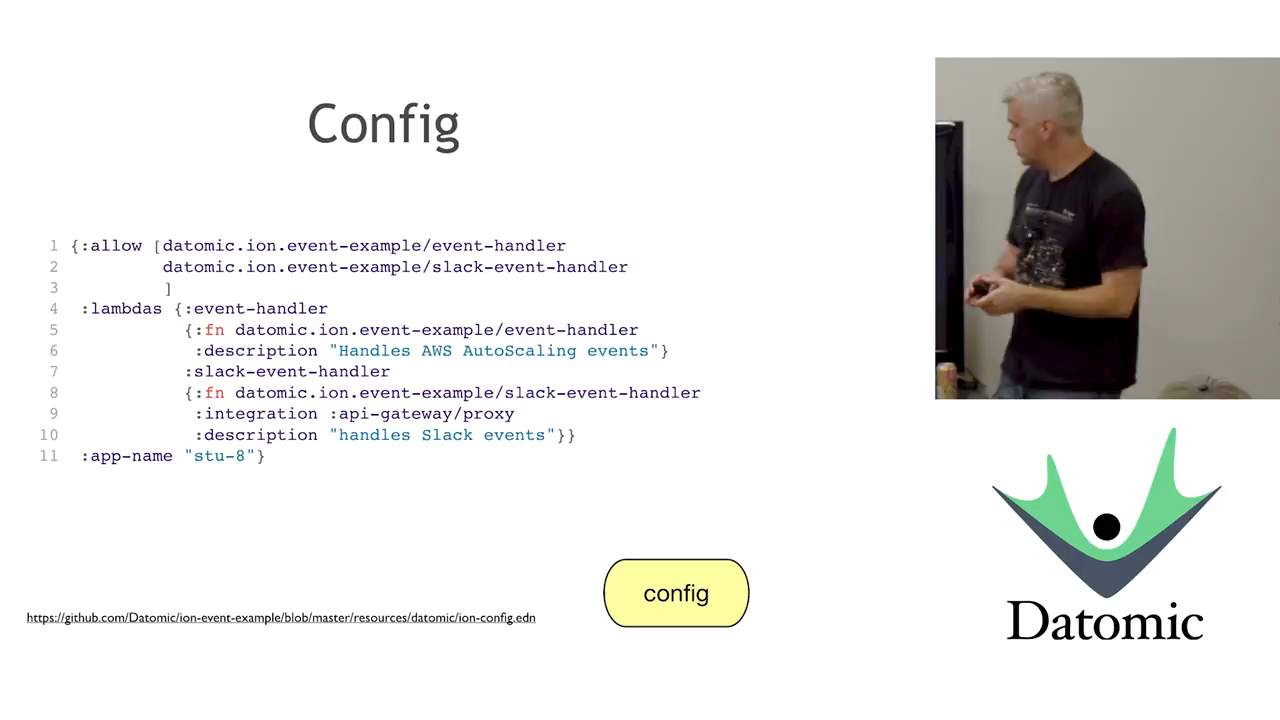 Config
1 {:allow [datomic.ion.event-example/event-handler
2 datomic.ion.event-example/slack-event-handler
3 ]
4 :lambdas {:event-handler
5 {:fn datomic.ion.event-example/event-handler
6 :description "Handles AWS AutoScaling events"}
7 :slack-event-handler
8 {:fn datomic.ion.event-example/slack-event-handler
9 :integration :api-gateway/proxy
10 :description "handles Slack events"}}
11 :app-name "stu-8"}
config
https://github.com/Datomic/ion-event-example/blob/master/resources/datomic/ion-config.edn
Datomic